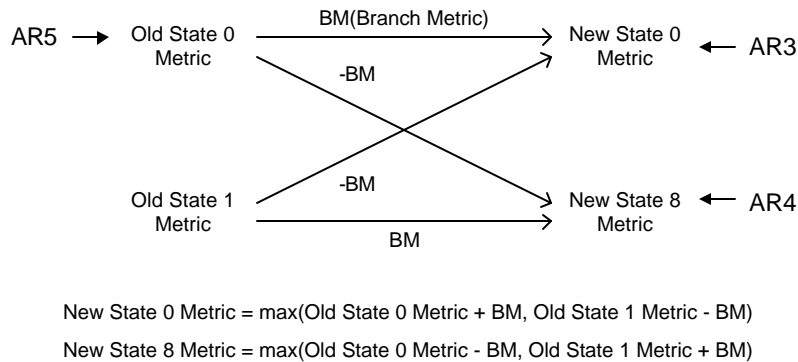 BM(Branch Metric)
AR5
Old State 0
Metric
New State 0
Metric
AR3
-BM
-BM
Old State 1
Metric
New State 8
Metric
AR4
BM
New State 0 Metric = max(Old State 0 Metric + BM, Old State 1 Metric - BM)
New State 8 Metric = max(Old State 0 Metric - BM, Old State 1 Metric + BM)